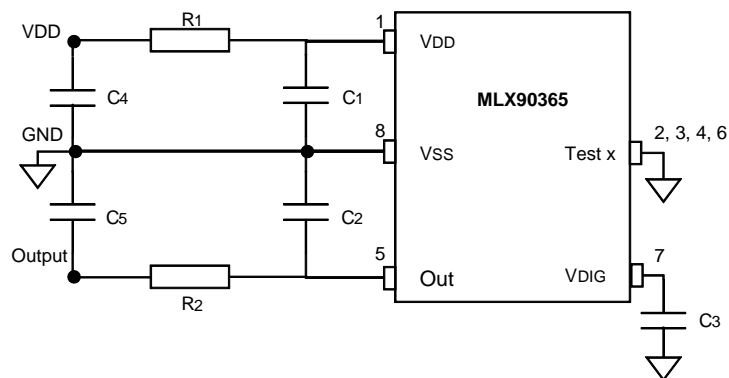 R1
1
VDD
VDD
MLX90365
C4
C1
GND
8
2, 3, 4, 6
VSS
Test x
C5
C2
Output
5
7
Out
VDIG
R2
C3